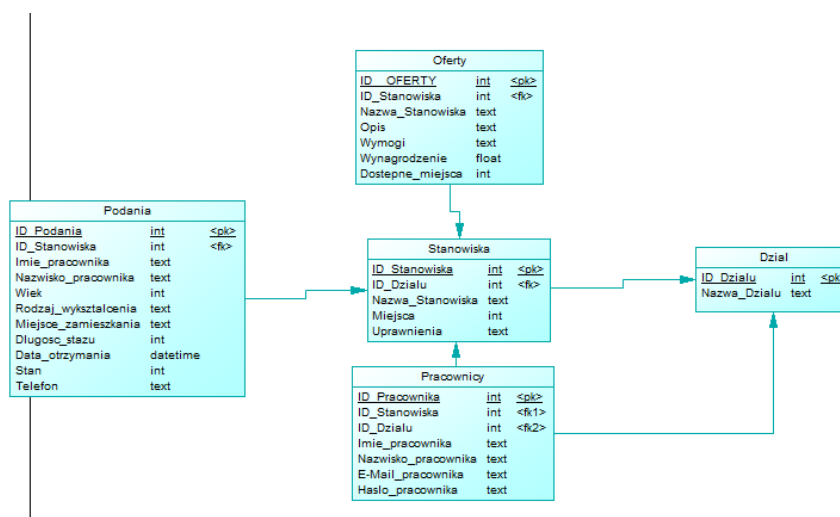 Oferty
ID__OFERTY int <pk>
ID_Stanowiska int <fk>
Nazwa_Stanowiska text
Opis text
Wymogi text
Wynagrodzenie float
Dostepne_miejsca int
Podania
ID_Podania int <pk>
ID_Stanowiska int <fk>
Imie_pracownika text
Nazwisko_pracownika text
Wiek int
Rodzaj_wyksztalcenia text
Miejsce_zamieszkania text
Dlugosc_stazu int
Data_otrzymania datetime
Stan int
Telefon text
Stanowiska
ID_Stanowiska int <pk>
ID_Dzialu int <fk>
Nazwa_Stanowiska text
Miejsca int
Uprawnienia text
Dzial
ID_Dzialu int <pk
Nazwa_Dzialu text
Pracownicy
ID_Pracownika int <pk>
ID_Stanowiska int <fk1>
ID_Dzialu int <fk2>
Imie_pracownika text
Nazwisko_pracownika text
E-Mail_pracownika text
Haslo_pracownika text